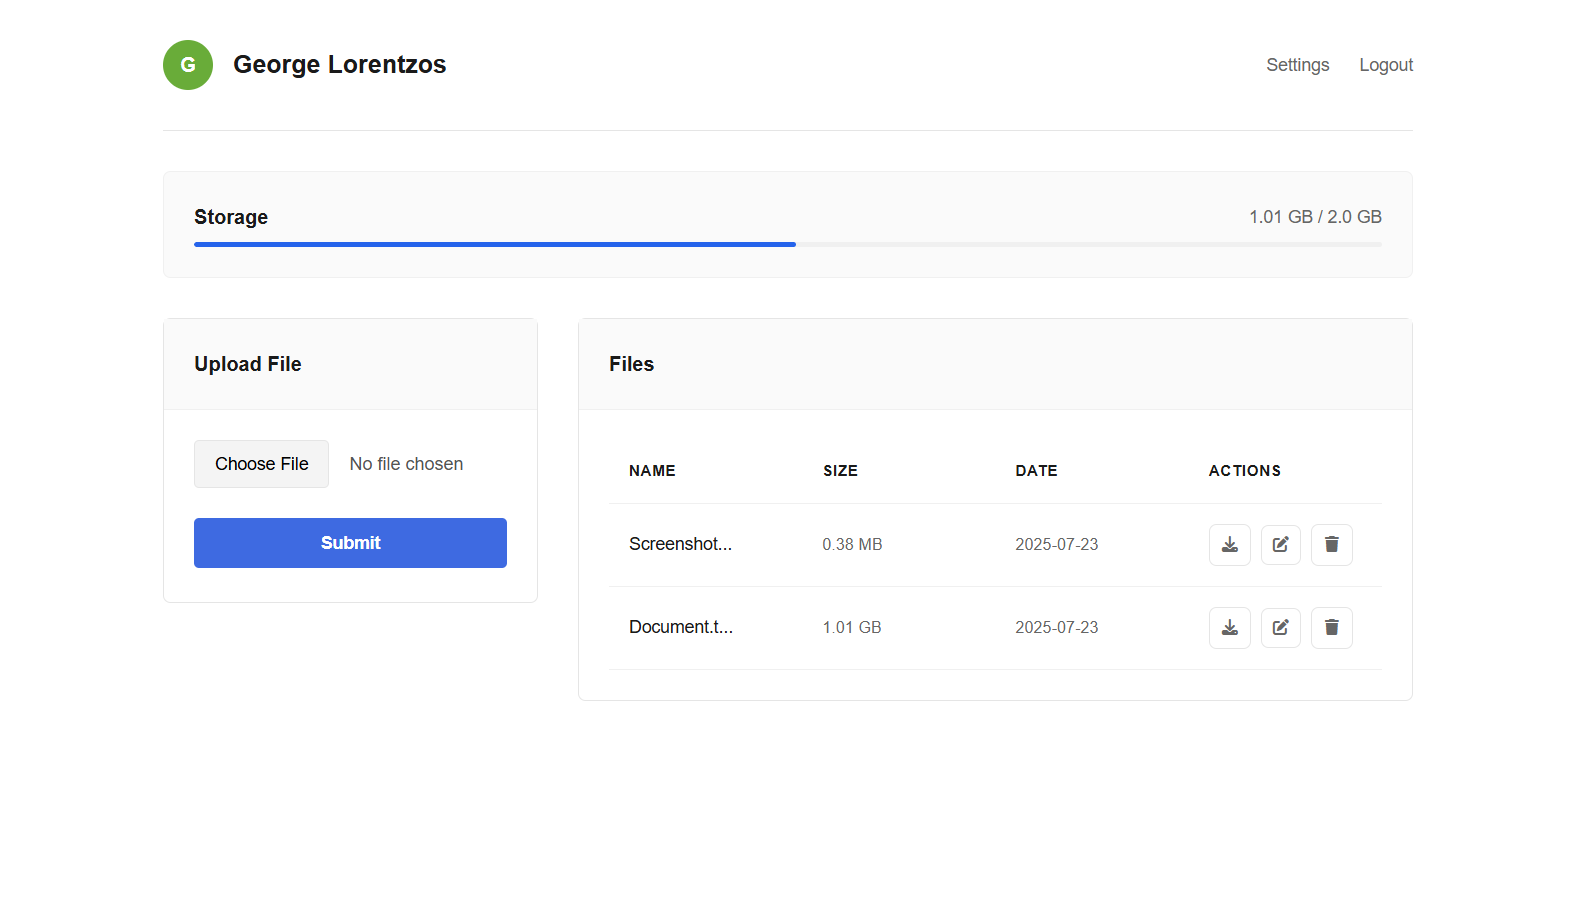 G
George Lorentzos
Settings
Logout
Storage
1.01 GB / 2.0 GB
Upload File
Choose File
No file chosen
Submit
Files
NAME SIZE DATE ACTIONS
Screenshot... 0.38 MB 2025-07-23
Document.t... 1.01 GB 2025-07-23